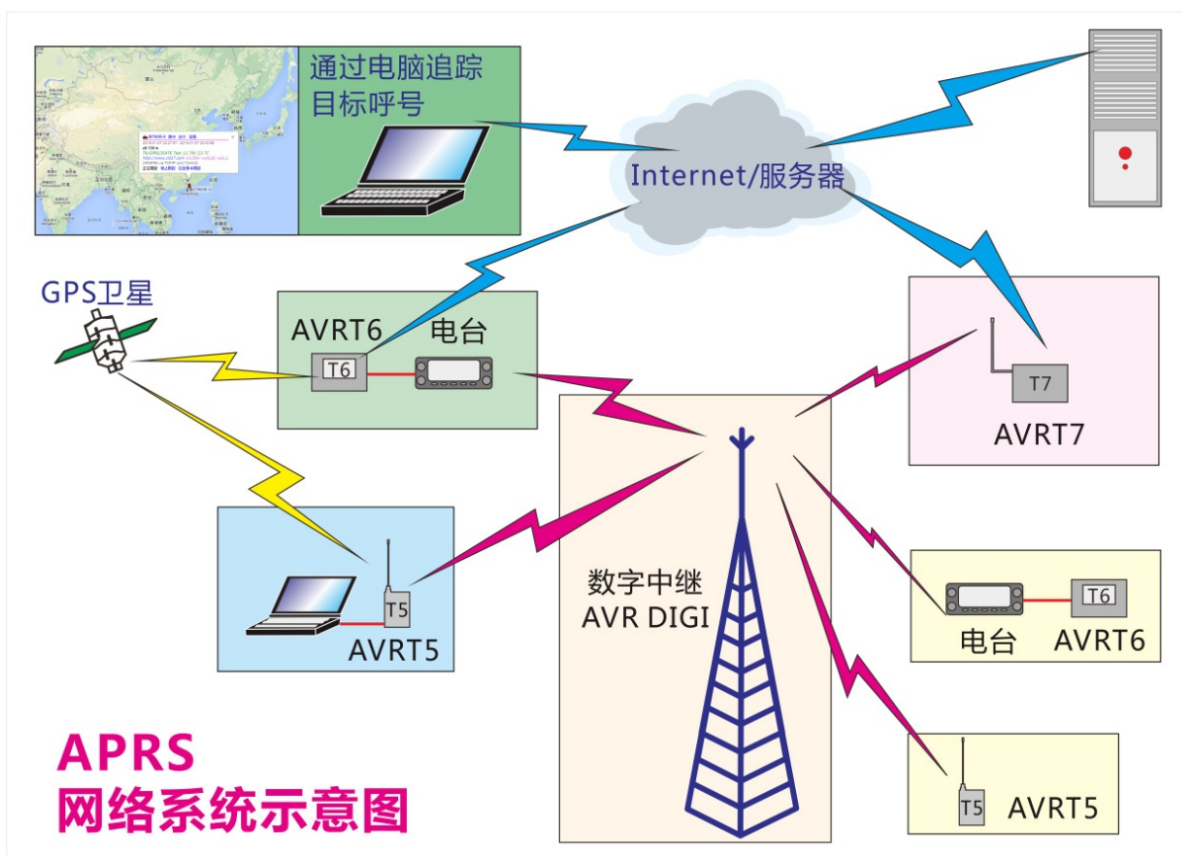 通过电脑追踪
目标呼号
Internet/服务器
GPS卫星
AVRT6
电台
T6
T7
AVRT7
数字中继
AVR DIGI
T5
AVRT5
T6
电台
AVRT6
T5
AVRT5
APRS
网络系统示意图